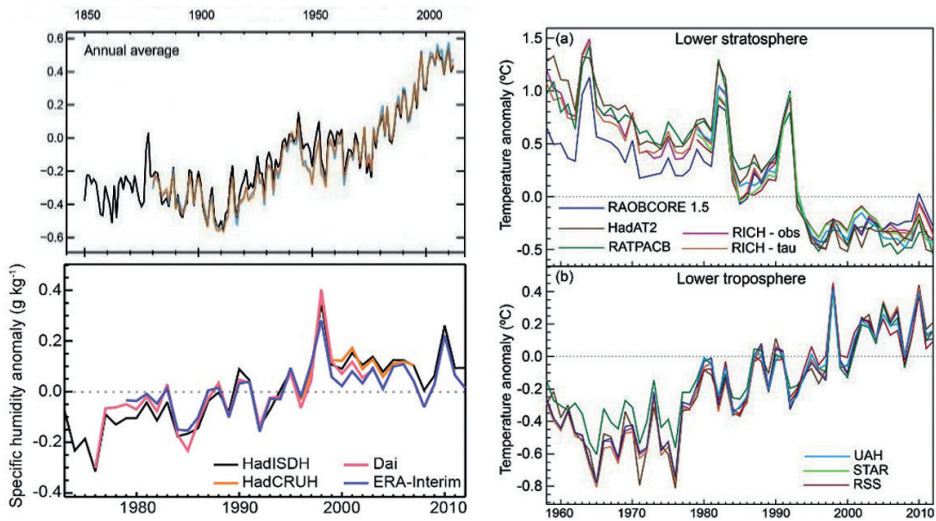 1850 1900 1950 2000
Annual average
0.6
0.4
0.2
0.0
-0.2
-0.4
-0.6
Specific humidity anomaly (g kg⁻¹)
0.4
0.2
0.0
-0.2
-0.4
HadISDH Dai
HadCRUH ERA-Interim
1980 1990 2000 2010
(a) Lower stratosphere
Temperature anomaly (ºC)
1.5
1.0
0.5
0.0
-0.5
RAOBCORE 1.5
HadAT2 RICH - obs
RATPACB RICH - tau
(b) Lower troposphere
Temperature anomaly (ºC)
0.4
0.2
0.0
-0.2
-0.4
-0.6
-0.8
UAH
STAR
RSS
1960 1970 1980 1990 2000 2010